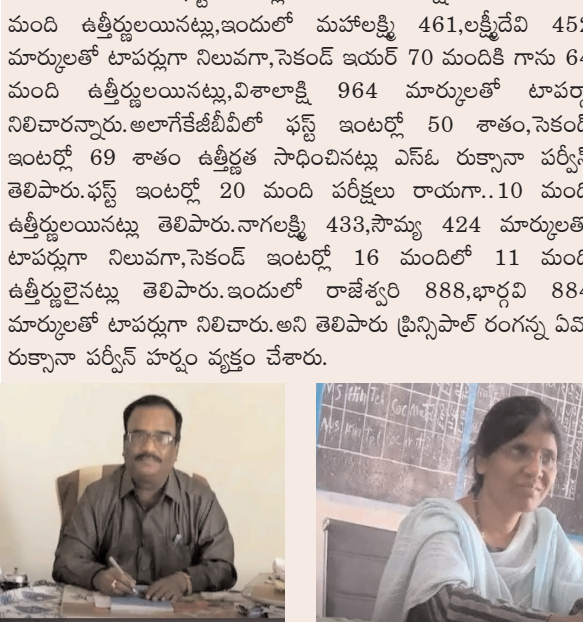 మంది ఉత్తీర్ణులయినట్లు,ఇందులో మహాలక్ష్మి 461,లక్ష్మీదేవి 452
మార్కులతో టాపర్లుగా నిలువగా,సెకండ్ ఇయర్ 70 మందికి గాను 64
మంది ఉత్తీర్ణులయినట్లు,విశాలాక్షి 964 మార్కులతో టాపర్గా
నిలిచారన్నారు.అలాగేకేజీబీవీలో ఫస్ట్ ఇంటర్లో 50 శాతం,సెకండ్
ఇంటర్లో 69 శాతం ఉత్తీర్ణత సాధించినట్లు ఎస్ఓ రుక్సానా పర్వీన్
తెలిపారు.ఫస్ట్ ఇంటర్లో 20 మంది పరీక్షలు రాయగా..10 మంది
ఉత్తీర్ణులయినట్లు తెలిపారు.నాగలక్ష్మి 433,సౌమ్య 424 మార్కులతో
టాపర్లుగా నిలువగా,సెకండ్ ఇంటర్లో 16 మందిలో 11 మంది
ఉత్తీర్ణులైనట్లు తెలిపారు.ఇందులో రాజేశ్వరి 888,భార్గవి 884
మార్కులతో టాపర్లుగా నిలిచారు.అని తెలిపారు ప్రిన్సిపాల్ రంగన్న
రుక్సానా పర్వీన్ హర్షం వ్యక్తం చేశారు.